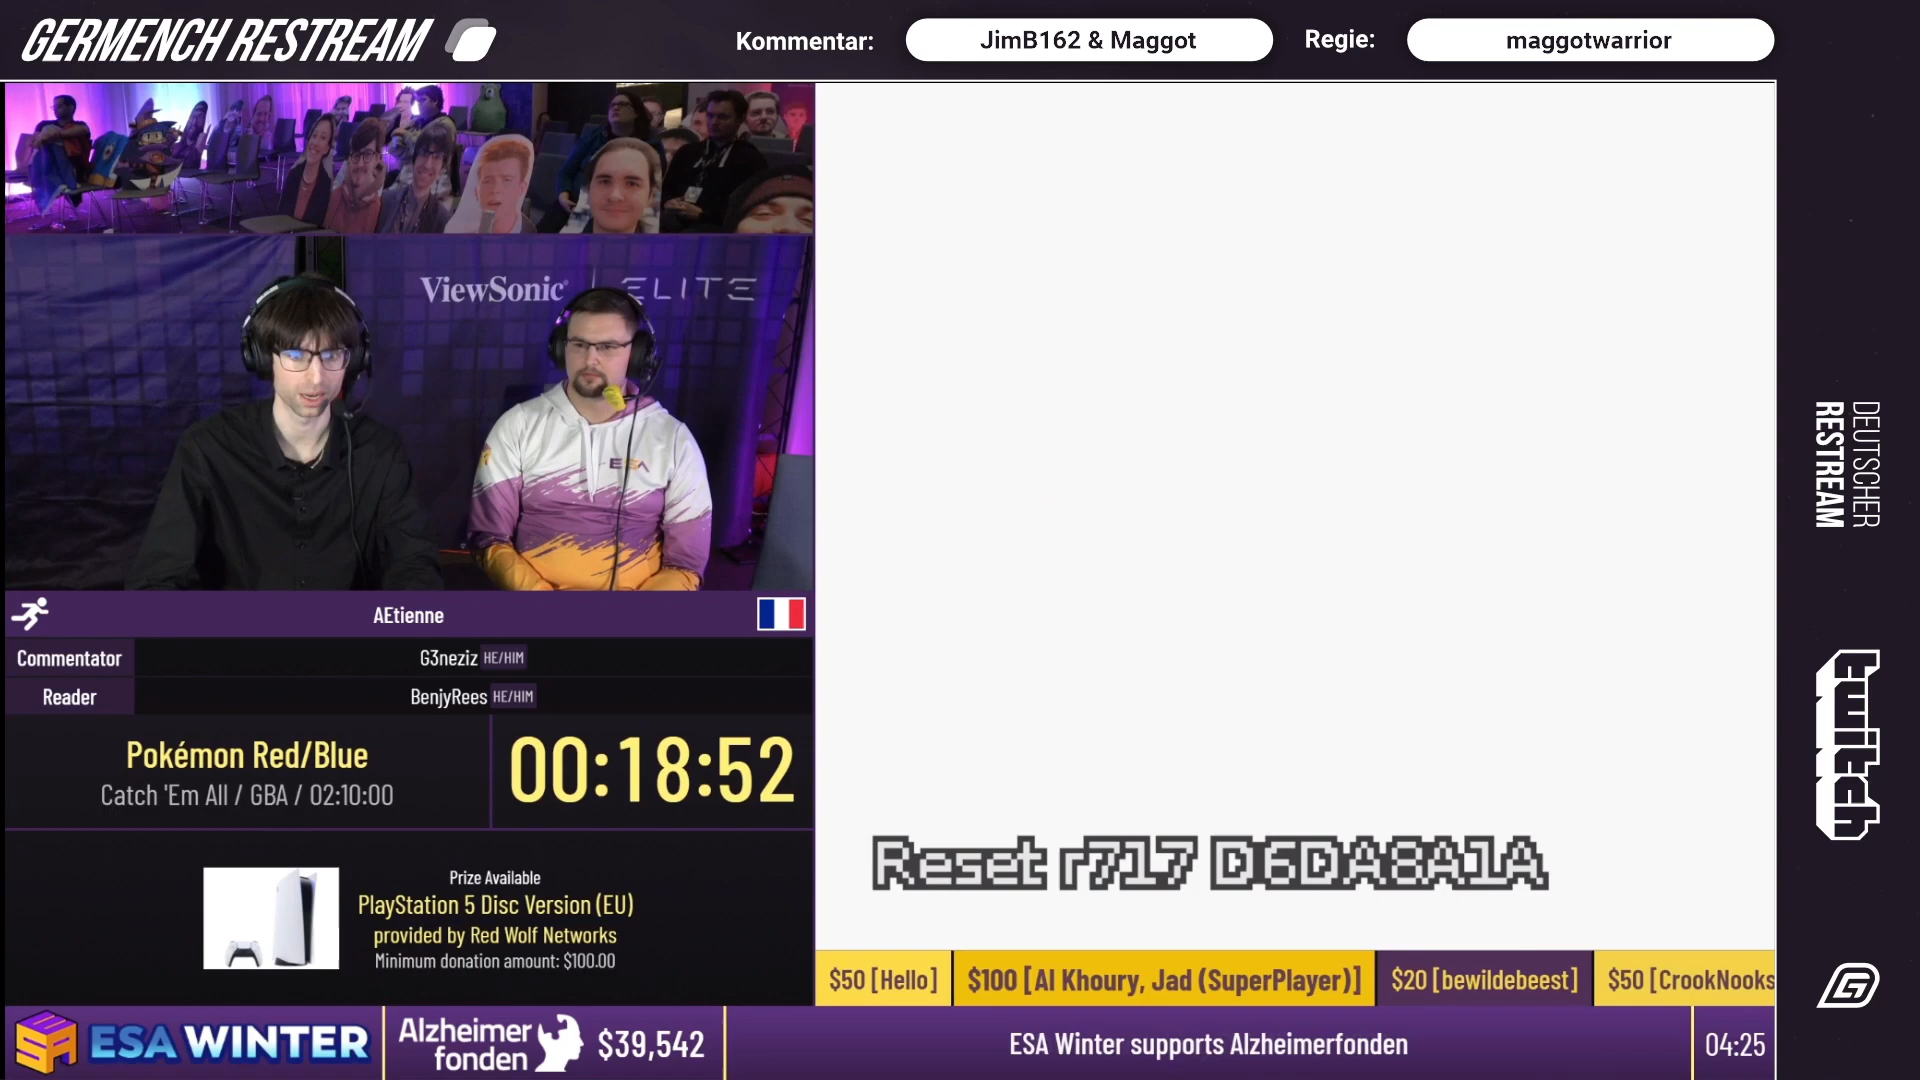 GERMENCH RESTREAM
Kommentar:
JimB162 & Maggot
Regie:
maggotwarrior
ViewSonic | ELITE
ESA
AEtienne
Commentator
G3neziz HE/HIM
Reader
BenjyRees HE/HIM
Pokémon Red/Blue
Catch 'Em All / GBA / 02:10:00
00:18:52
Prize Available
PlayStation 5 Disc Version (EU)
provided by Red Wolf Networks
Minimum donation amount: $100.00
Reset r717 D6DA8A1A
$50 [Hello]
$100 [Al Khoury, Jad (SuperPlayer)]
$20 [bewildebeest]
$50 [CrookNooks
ESA WINTER
Alzheimer
fonden
$39,542
ESA Winter supports Alzheimerfonden
04:25
DEUTSCHER
RESTREAM
twitch